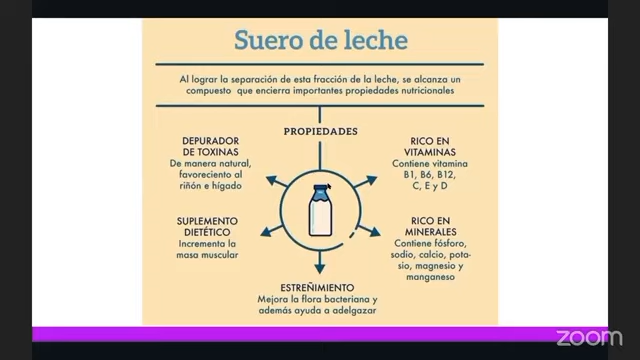 Suero de leche
Al lograr la separación de esta fracción de la leche, se alcanza un
compuesto que encierra importantes propiedades nutricionales
PROPIEDADES
DEPURADOR
DE TOXINAS
De manera natural,
favoreciento al
riñón e hígado
RICO EN
VITAMINAS
Contiene vitamina
B1, B6, B12,
C, E y D
SUPLEMENTO
DIETÉTICO
Incrementa la
masa muscular
RICO EN
MINERALES
Contiene fósforo,
sodio, calcio, pota-
sio, magnesio y
manganeso
ESTREÑIMIENTO
Mejora la flora bacteriana y
además ayuda a adelgazar
zoom